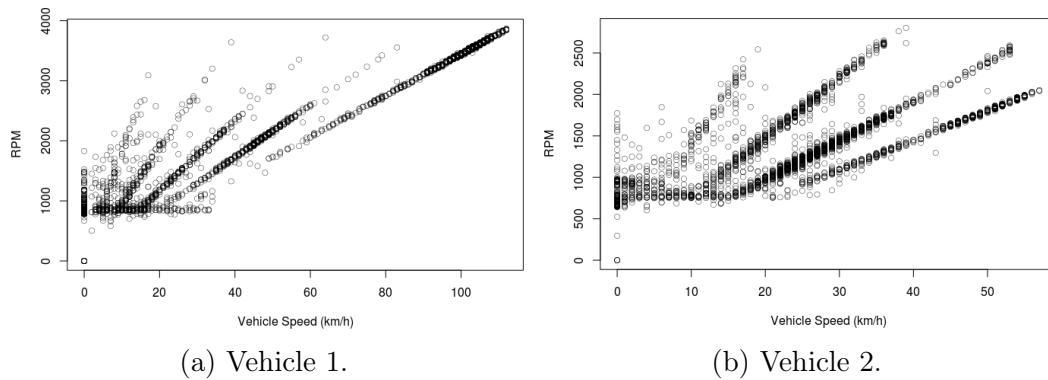 4000
3000
2000
1000
0
RPM
0 20 40 60 80 100
Vehicle Speed (km/h)
(a) Vehicle 1.
2500
2000
1500
1000
500
0
RPM
0 10 20 30 40 50
Vehicle Speed (km/h)
(b) Vehicle 2.